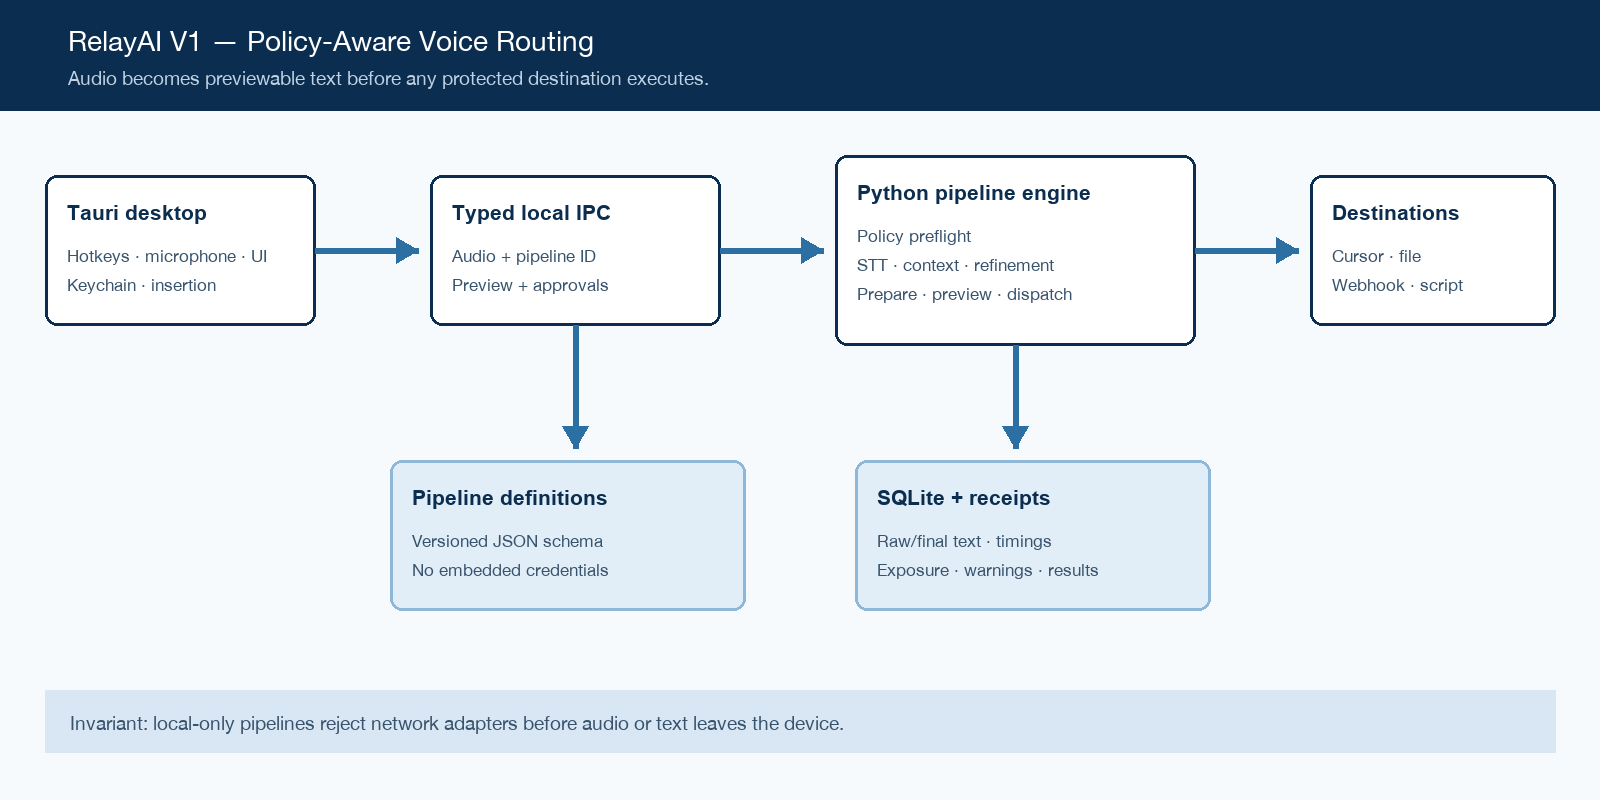 RelayAI V1 — Policy-Aware Voice Routing
Audio becomes previewable text before any protected destination executes.
Tauri desktop
Hotkeys · microphone · UI
Keychain · insertion
Typed local IPC
Audio + pipeline ID
Preview + approvals
Python pipeline engine
Policy preflight
STT · context · refinement
Prepare · preview · dispatch
Destinations
Cursor · file
Webhook · script
Pipeline definitions
Versioned JSON schema
No embedded credentials
SQLite + receipts
Raw/final text · timings
Exposure · warnings · results
Invariant: local-only pipelines reject network adapters before audio or text leaves the device.